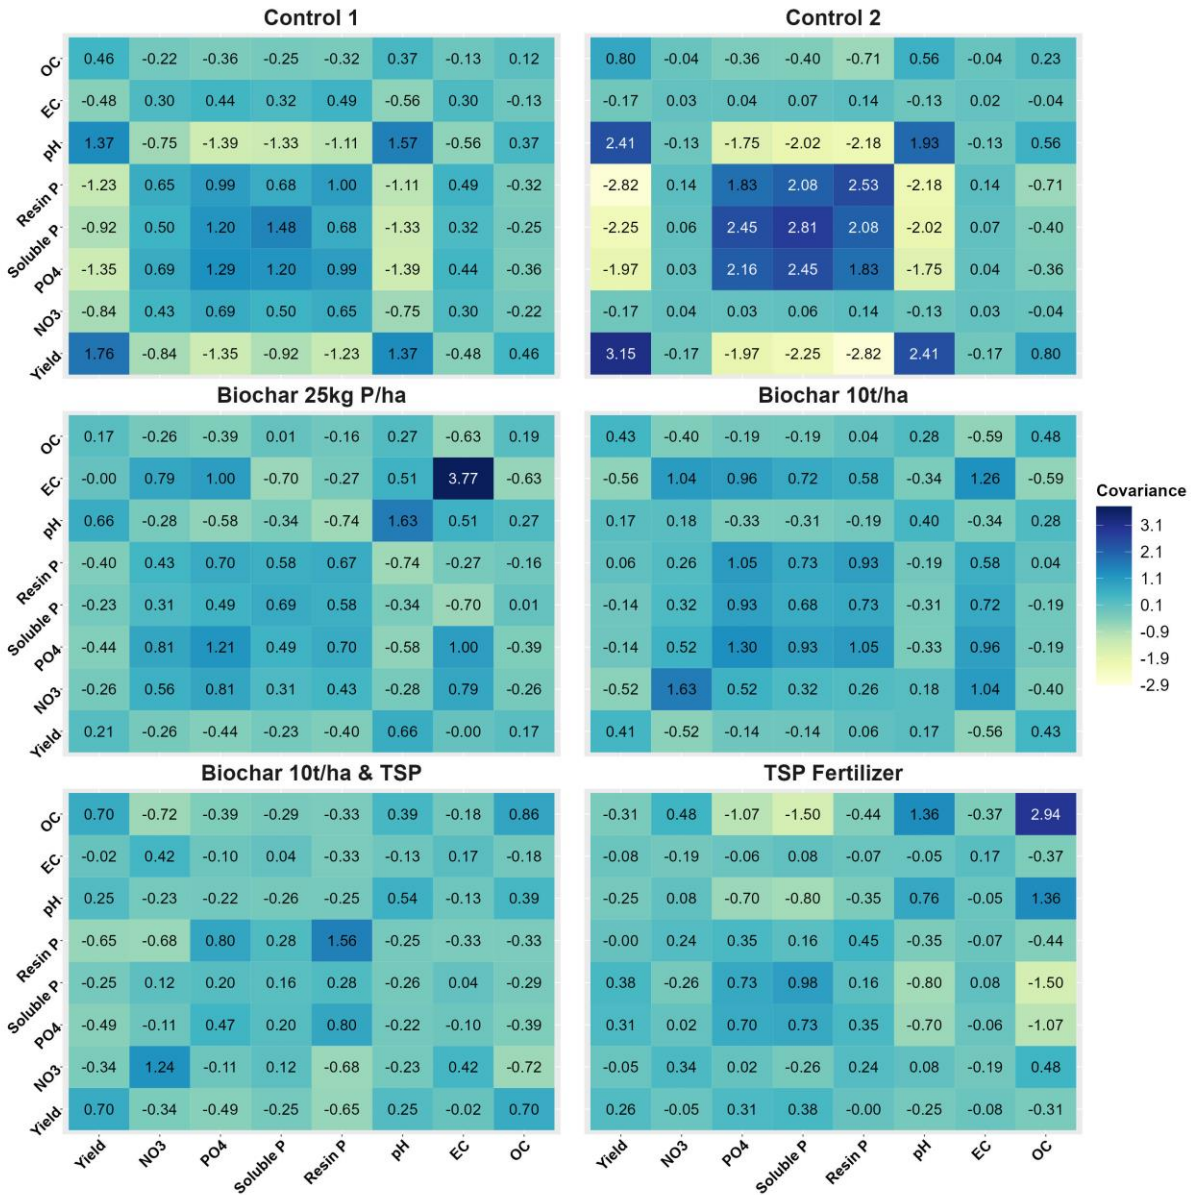 Control 1
Control 2
OC 0.46 -0.22 -0.36 -0.25 -0.32 0.37 -0.13 0.12
EC -0.48 0.30 0.44 0.32 0.49 -0.56 0.30 -0.13
pH 1.37 -0.75 -1.39 -1.33 -1.11 1.57 -0.56 0.37
Resin P -1.23 0.65 0.99 0.68 1.00 -1.11 0.49 -0.32
Soluble P -0.92 0.50 1.20 1.48 0.68 -1.33 0.32 -0.25
PO4 -1.35 0.69 1.29 1.20 0.99 -1.39 0.44 -0.36
NO3 -0.84 0.43 0.69 0.50 0.65 -0.75 0.30 -0.22
Yield 1.76 -0.84 -1.35 -0.92 -1.23 1.37 -0.48 0.46
0.80 -0.04 -0.36 -0.40 -0.71 0.56 -0.04 0.23
-0.17 0.03 0.04 0.07 0.14 -0.13 0.02 -0.04
2.41 -0.13 -1.75 -2.02 -2.18 1.93 -0.13 0.56
-2.82 0.14 1.83 2.08 2.53 -2.18 0.14 -0.71
-2.25 0.06 2.45 2.81 2.08 -2.02 0.07 -0.40
-1.97 0.03 2.16 2.45 1.83 -1.75 0.04 -0.36
-0.17 0.04 0.03 0.06 0.14 -0.13 0.03 -0.04
3.15 -0.17 -1.97 -2.25 -2.82 2.41 -0.17 0.80
Biochar 25kg P/ha
Biochar 10t/ha
OC 0.17 -0.26 -0.39 0.01 -0.16 0.27 -0.63 0.19
EC -0.00 0.79 1.00 -0.70 -0.27 0.51 3.77 -0.63
pH 0.66 -0.28 -0.58 -0.34 -0.74 1.63 0.51 0.27
Resin P -0.40 0.43 0.70 0.58 0.67 -0.74 -0.27 -0.16
Soluble P -0.23 0.31 0.49 0.69 0.58 -0.34 -0.70 0.01
PO4 -0.44 0.81 1.21 0.49 0.70 -0.58 1.00 -0.39
NO3 -0.26 0.56 0.81 0.31 0.43 -0.28 0.79 -0.26
Yield 0.21 -0.26 -0.44 -0.23 -0.40 0.66 -0.00 0.17
0.43 -0.40 -0.19 -0.19 0.04 0.28 -0.59 0.48
-0.56 1.04 0.96 0.72 0.58 -0.34 1.26 -0.59
0.17 0.18 -0.33 -0.31 -0.19 0.40 -0.34 0.28
0.06 0.26 1.05 0.73 0.93 -0.19 0.58 0.04
-0.14 0.32 0.93 0.68 0.73 -0.31 0.72 -0.19
-0.14 0.52 1.30 0.93 1.05 -0.33 0.96 -0.19
-0.52 1.63 0.52 0.32 0.26 0.18 1.04 -0.40
0.41 -0.52 -0.14 -0.14 0.06 0.17 -0.56 0.43
Covariance
3.1
2.1
1.1
0.1
-0.9
-1.9
-2.9
Biochar 10t/ha & TSP
TSP Fertilizer
OC 0.70 -0.72 -0.39 -0.29 -0.33 0.39 -0.18 0.86
EC -0.02 0.42 -0.10 0.04 -0.33 -0.13 0.17 -0.18
pH 0.25 -0.23 -0.22 -0.26 -0.25 0.54 -0.13 0.39
Resin P -0.65 -0.68 0.80 0.28 1.56 -0.25 -0.33 -0.33
Soluble P -0.25 0.12 0.20 0.16 0.28 -0.26 0.04 -0.29
PO4 -0.49 -0.11 0.47 0.20 0.80 -0.22 -0.10 -0.39
NO3 -0.34 1.24 -0.11 0.12 -0.68 -0.23 0.42 -0.72
Yield 0.70 -0.34 -0.49 -0.25 -0.65 0.25 -0.02 0.70
-0.31 0.48 -1.07 -1.50 -0.44 1.36 -0.37 2.94
-0.08 -0.19 -0.06 0.08 -0.07 -0.05 0.17 -0.37
-0.25 0.08 -0.70 -0.80 -0.35 0.76 -0.05 1.36
-0.00 0.24 0.35 0.16 0.45 -0.35 -0.07 -0.44
0.38 -0.26 0.73 0.98 0.16 -0.80 0.08 -1.50
0.31 0.02 0.70 0.73 0.35 -0.70 -0.06 -1.07
-0.05 0.34 0.02 -0.26 0.24 0.08 -0.19 0.48
0.26 -0.05 0.31 0.38 -0.00 -0.25 -0.08 -0.31
Yield NO3 PO4 Soluble P Resin P pH EC OC
Yield NO3 PO4 Soluble P Resin P pH EC OC